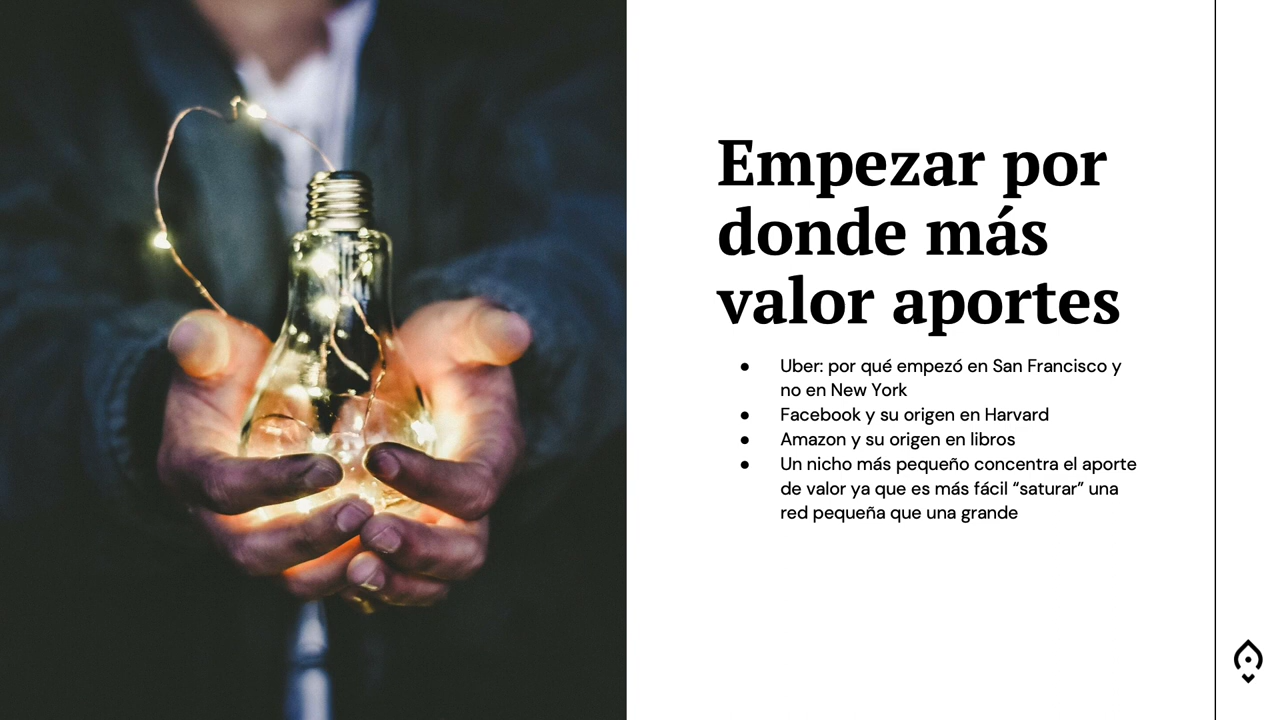 Empezar por
donde más
valor aportes
● Uber: por qué empezó en San Francisco y
no en New York
● Facebook y su origen en Harvard
● Amazon y su origen en libros
● Un nicho más pequeño concentra el aporte
de valor ya que es más fácil “saturar” una
red pequeña que una grande